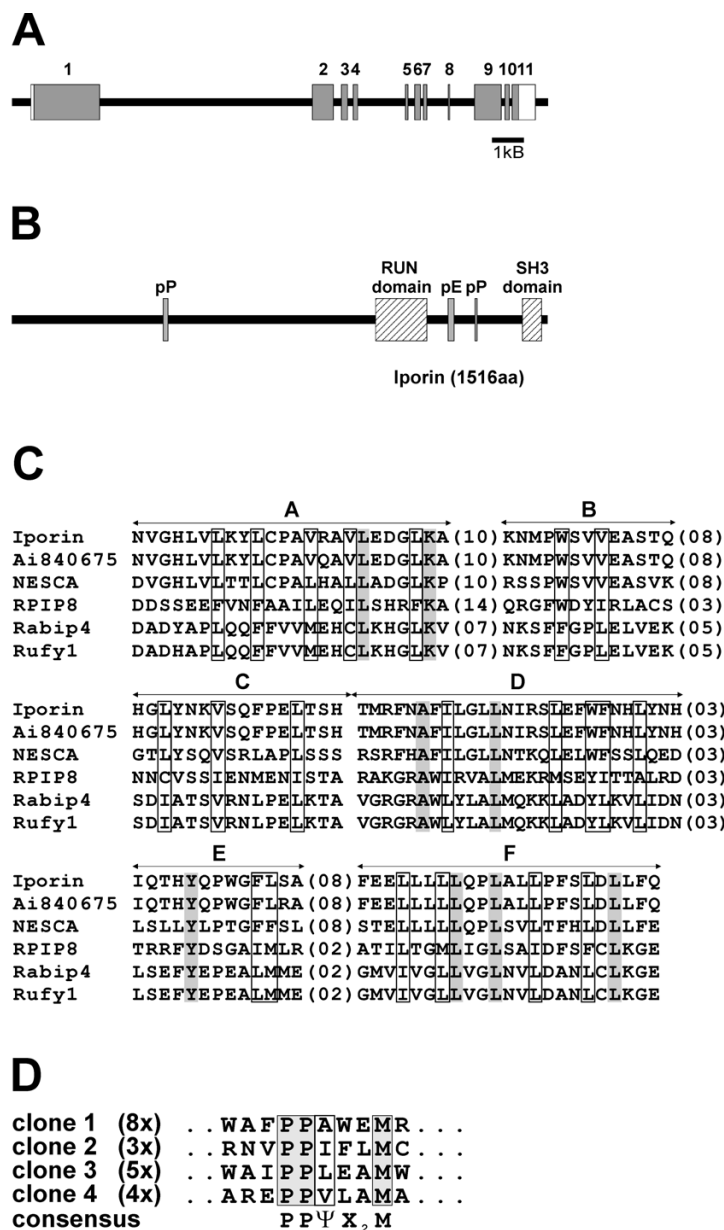 A
1 2 3 4 5 6 7 8 9 10 11
1kB
B
pP RUN domain pE pP SH3 domain
Iporin (1516aa)
C
A B
Iporin NVGHLVLKYLCPAVRAVLEDGLKA(10) KNMPWSVVEASTQ(08)
Ai840675 NVGHLVLKYLCPAVQAVLEDGLKA(10) KNMPWSVVEASTQ(08)
NESCA DVGHLVLTTLCPALHALLADGLKP(10) RSSPWSVVEASVK(08)
RPIP8 DDSSEEFVNFAAILEQILSHRFKA(14) QRGFWDYIRLACS(03)
Rabip4 DADYAPLQQFFVVMEHCLKHGLKV(07) NKSFFGPLELVEK(05)
Rufy1 DADHAPLQQFFVVMEHCLKHGLKV(07) NKSFFGPLELVEK(05)
C D
Iporin HGLYNKVSQFPELTSH TMRFNAFILGLLNIRSLEFWFNHLYNH(03)
Ai840675 HGLYNKVSQFPELTSH TMRFNAFILGLLNIRSLEFWFNHLYNH(03)
NESCA GTLYSQVSRLAPLSSS RSRFHAFILGLLNTKQLELWFSSLQED(03)
RPIP8 NNCVSSIENMENISTA RAKGRAWIRVALMEKRMSEYITTALRD(03)
Rabip4 SDIATSVRNLPELKTA VGRGRAWLYLALMQKKLADYLKVLIDN(03)
Rufy1 SDIATSVRNLPELKTA VGRGRAWLYLALMQKKLADYLKVLIDN(03)
E F
Iporin IQTHYQPWGFLSA(08) FEELLLLLQPLALLPFSLDLLFQ
Ai840675 IQTHYQPWGFLRA(08) FEELLLLLQPLALLPFSLDLLFQ
NESCA LSLLYLPTGFFSL(08) STELLLLLQPLSVLTFHLDLLFE
RPIP8 TRRFYDSGAIMLR(02) ATILTGMLIGLSAIDFSFCLKGE
Rabip4 LSEFYEPEALMME(02) GMVIVGLLVGLNVLDANLCLKGE
Rufy1 LSEFYEPEALMME(02) GMVIVGLLVGLNVLDANLCLKGE
D
clone 1 (8x) . . WAFPPAWEMR. . .
clone 2 (3x) . . RNVPPIFLMC. . .
clone 3 (5x) . . WAIPPLEAMW. . .
clone 4 (4x) . . AREPPVLAMA. . .
consensus PPΨX₂M